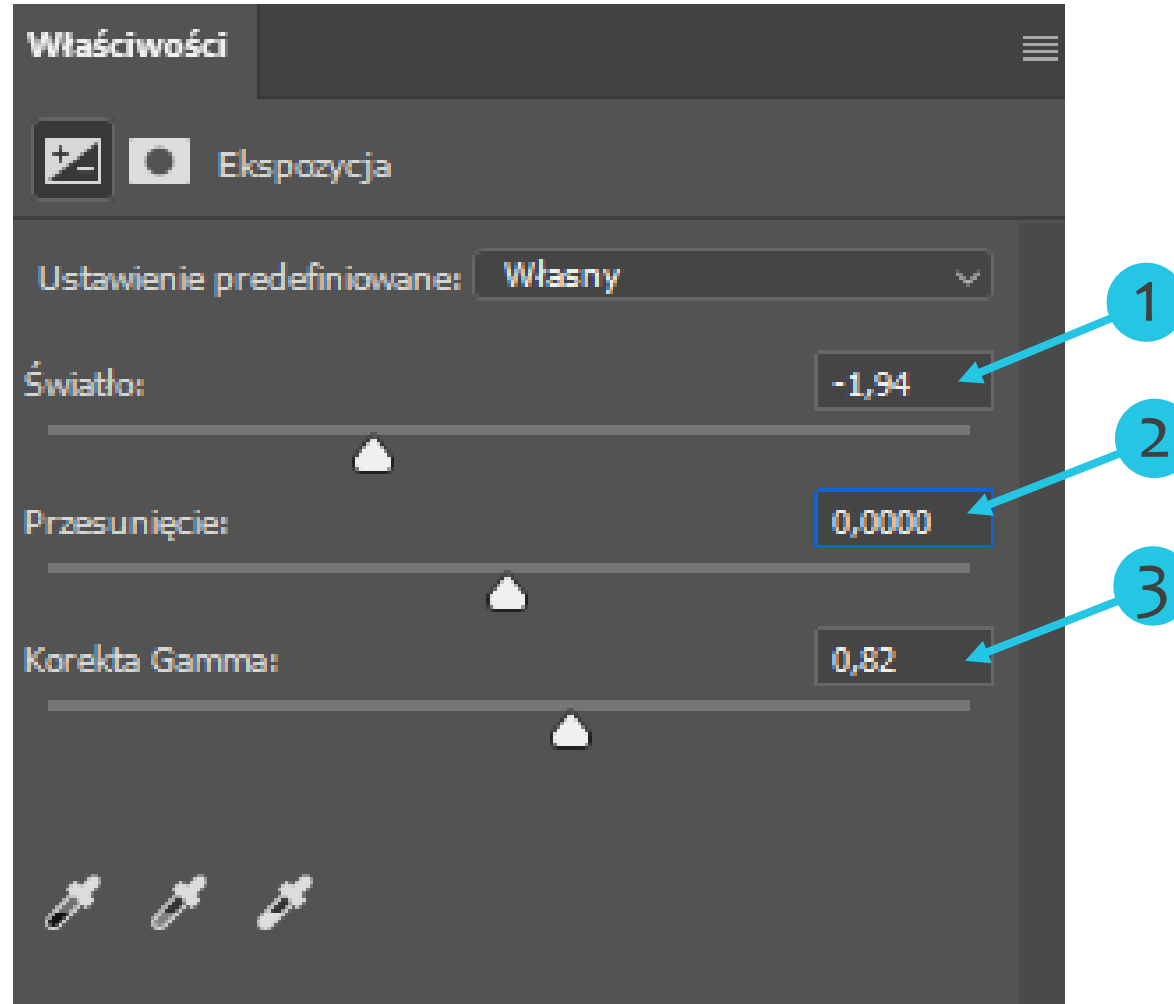 Właściwości
Ekspozycja
Ustawienie predefiniowane: Własny
1
Światło: -1,94
2
Przesunięcie: 0,0000
3
Korekta Gamma: 0,82